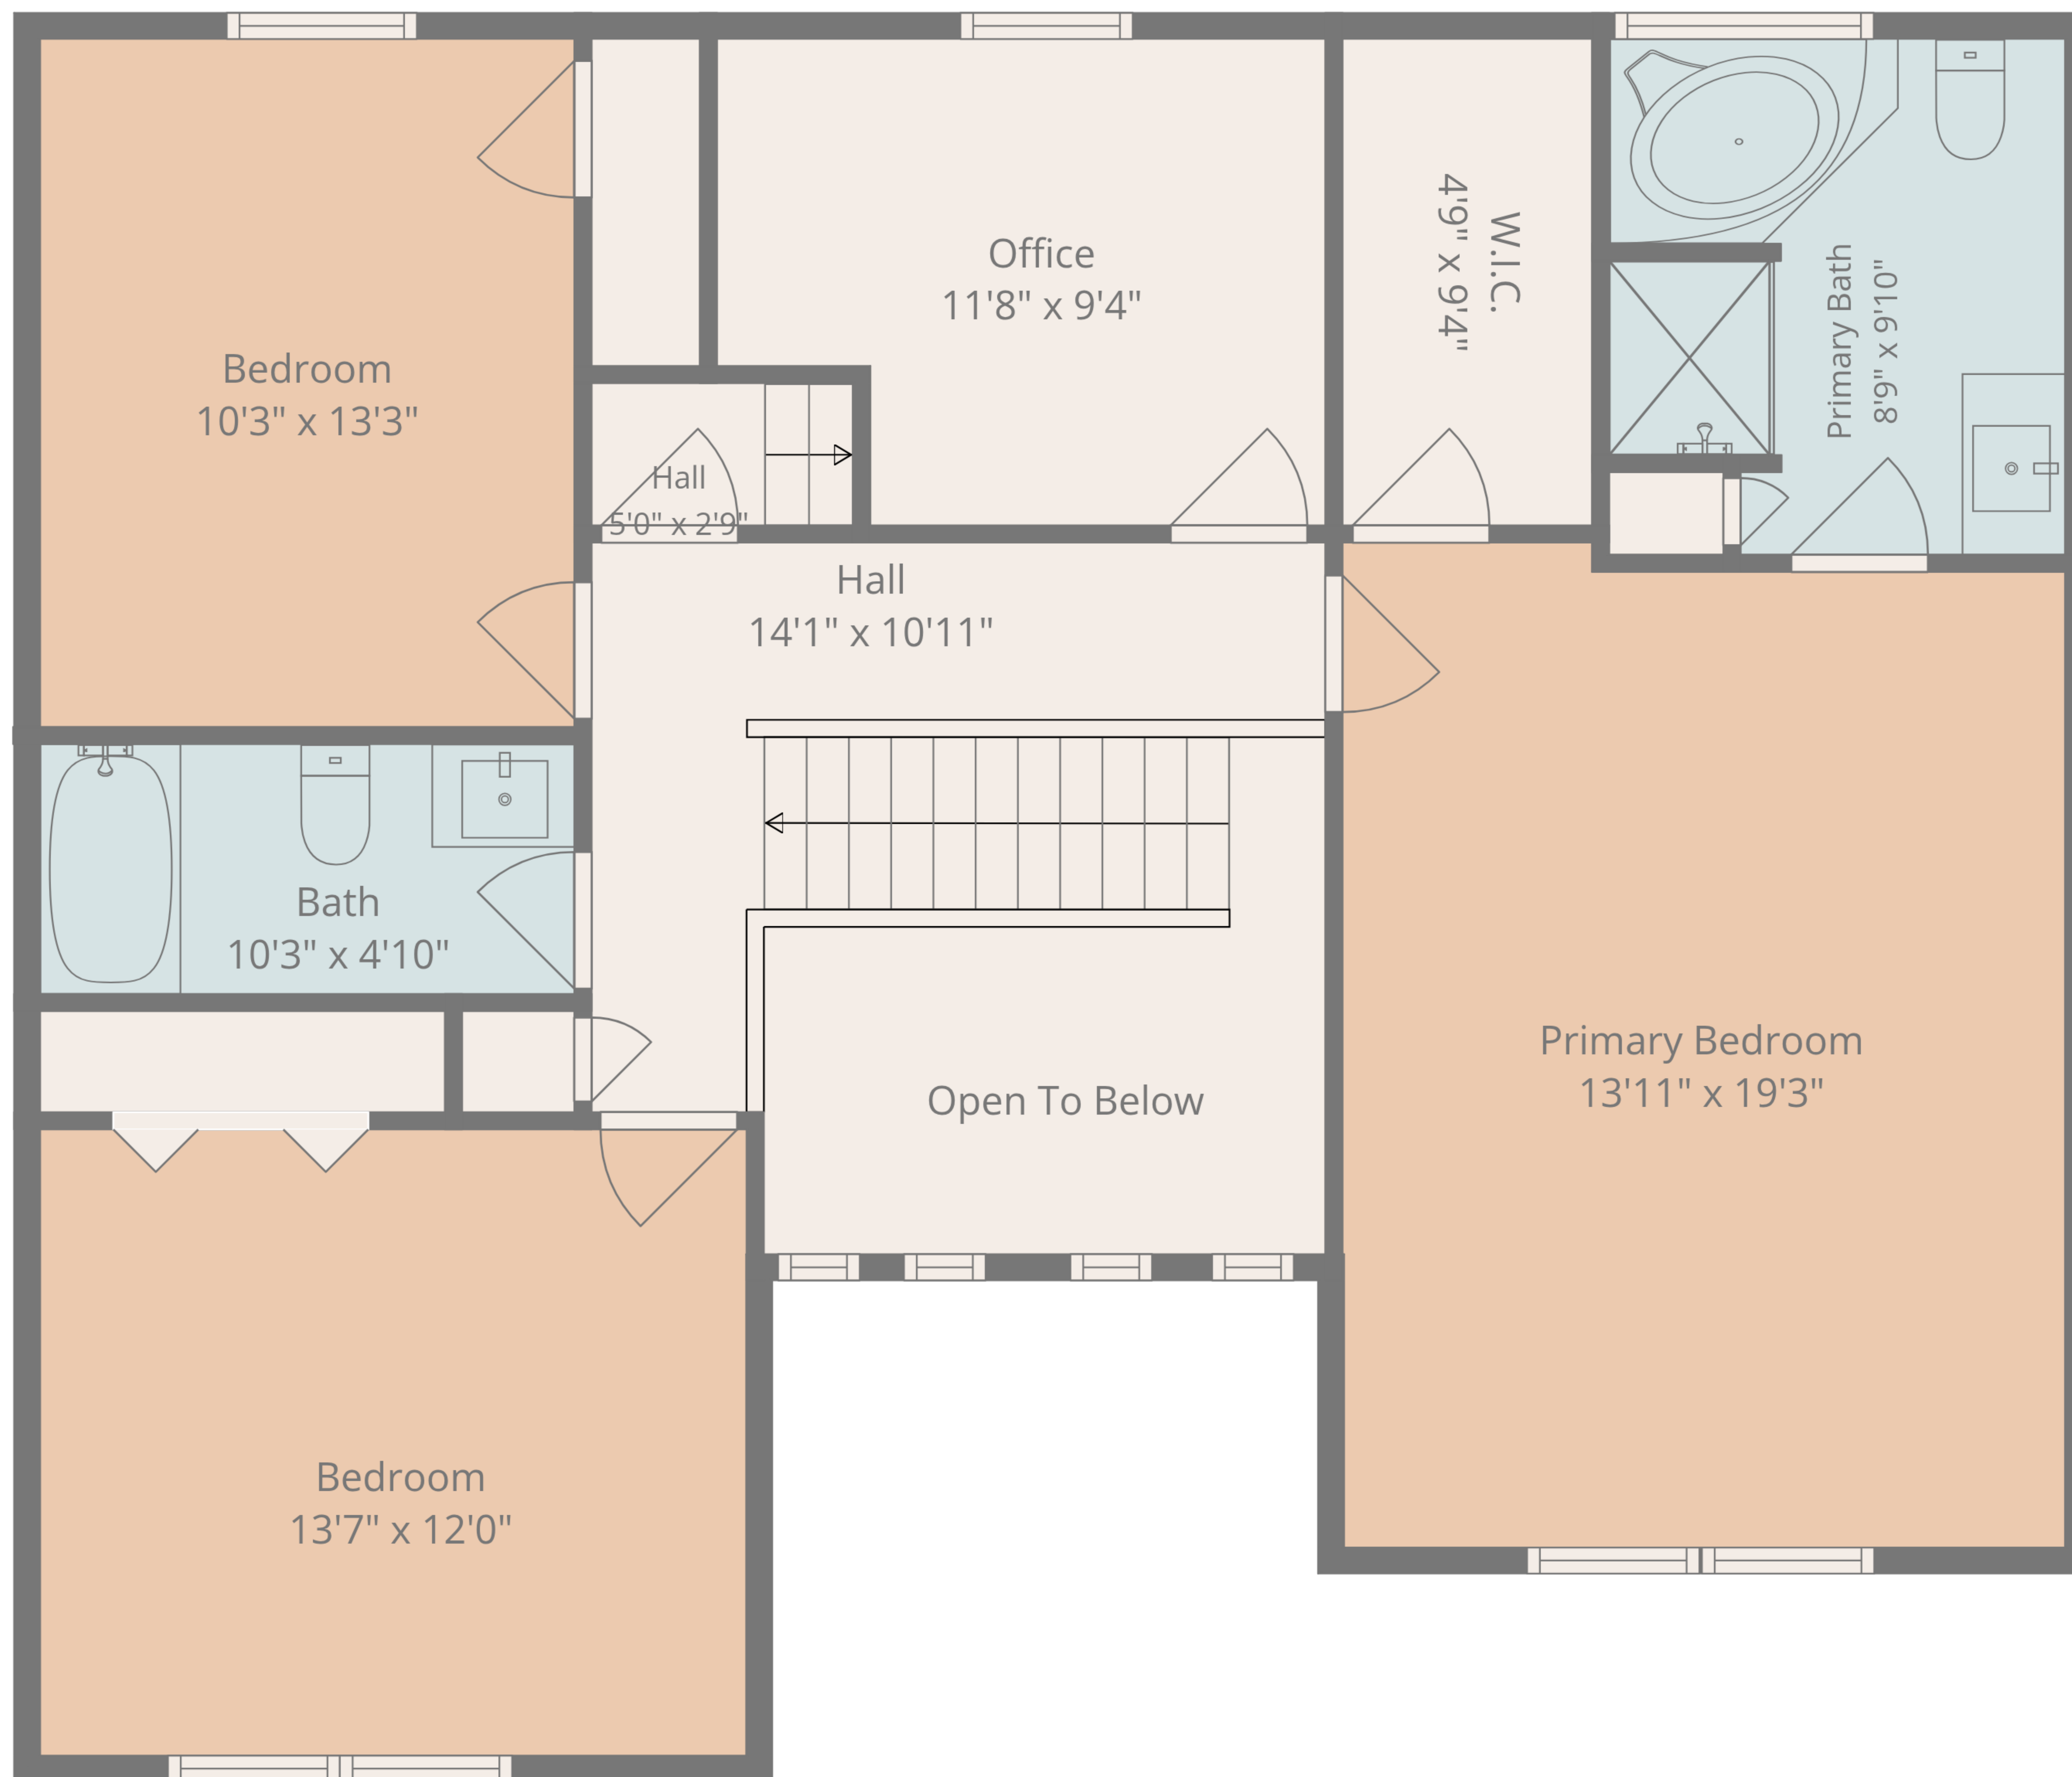 Office
11'8" x 9'4"
W.I.C.
4'9" x 9'4"
Primary Bath
8'9" x 9'10"
Bedroom
10'3" x 13'3"
Hall
5'0" x 2'9"
Hall
14'1" x 10'11"
Bath
10'3" x 4'10"
Open To Below
Primary Bedroom
13'11" x 19'3"
Bedroom
13'7" x 12'0"